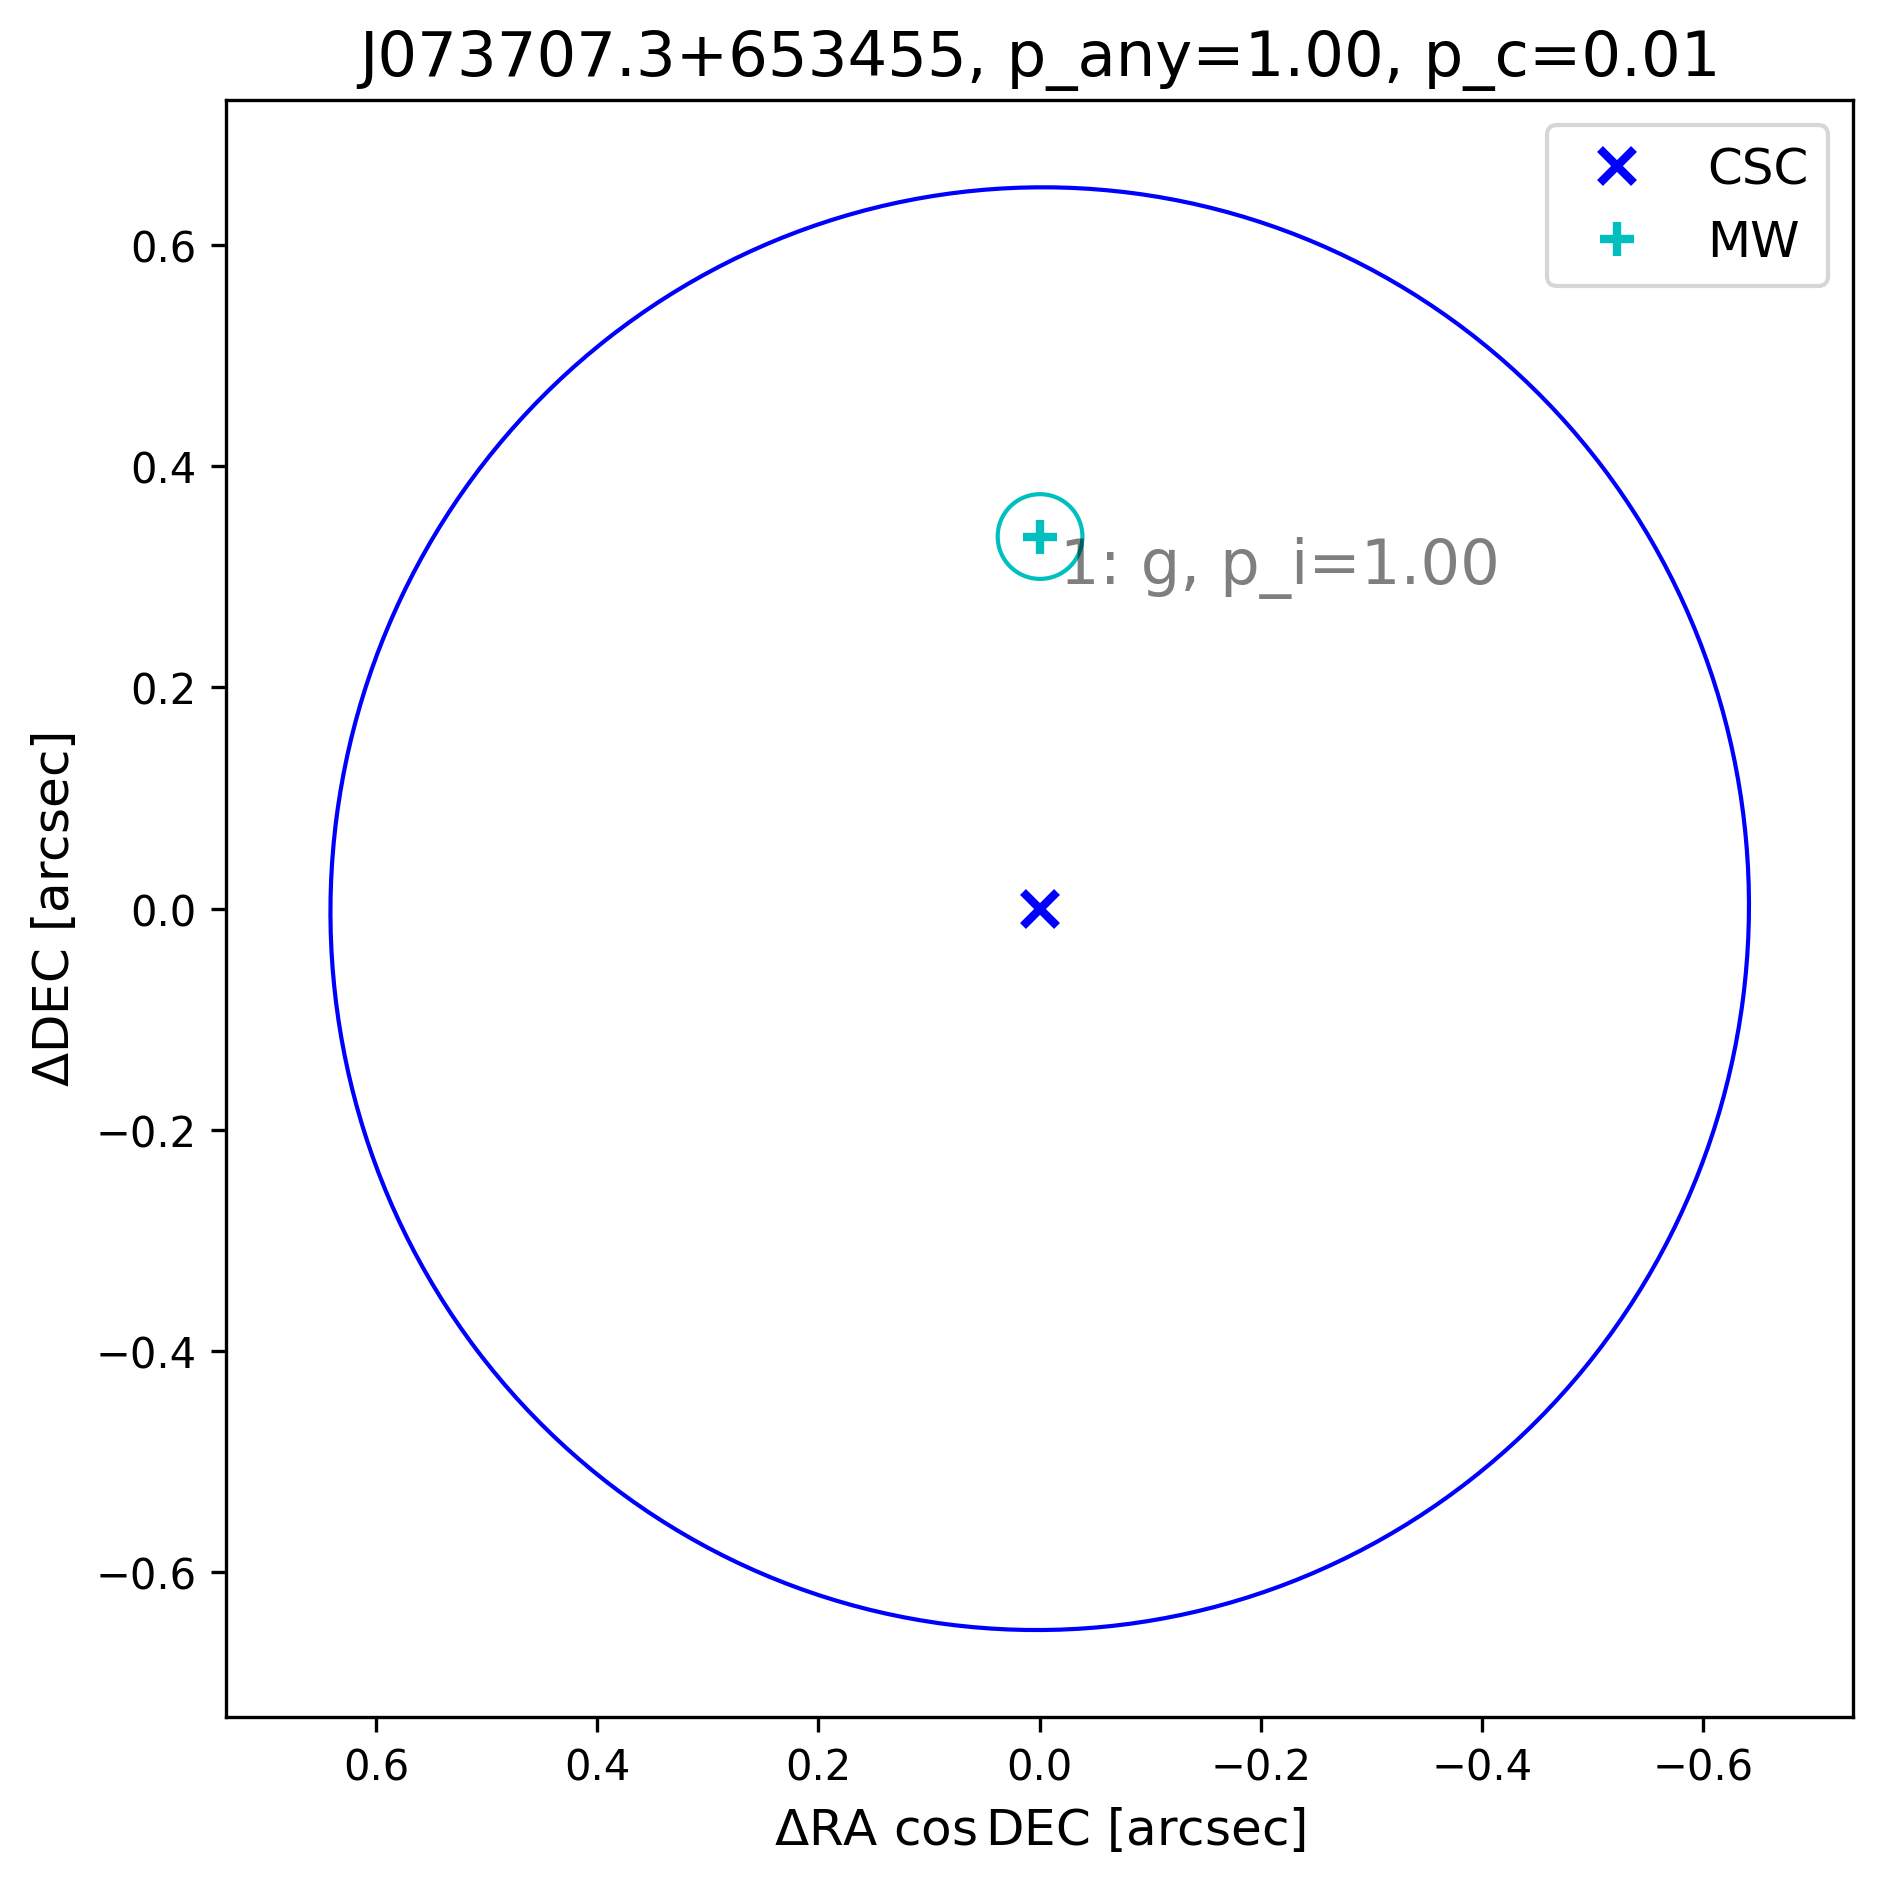 J073707.3+653455, p_any=1.00, p_c=0.01
CSC
MW
1: g, p_i=1.00
ΔDEC [arcsec]
0.6
0.4
0.2
0.0
−0.2
−0.4
−0.6
0.6 0.4 0.2 0.0 −0.2 −0.4 −0.6
ΔRA cos DEC [arcsec]